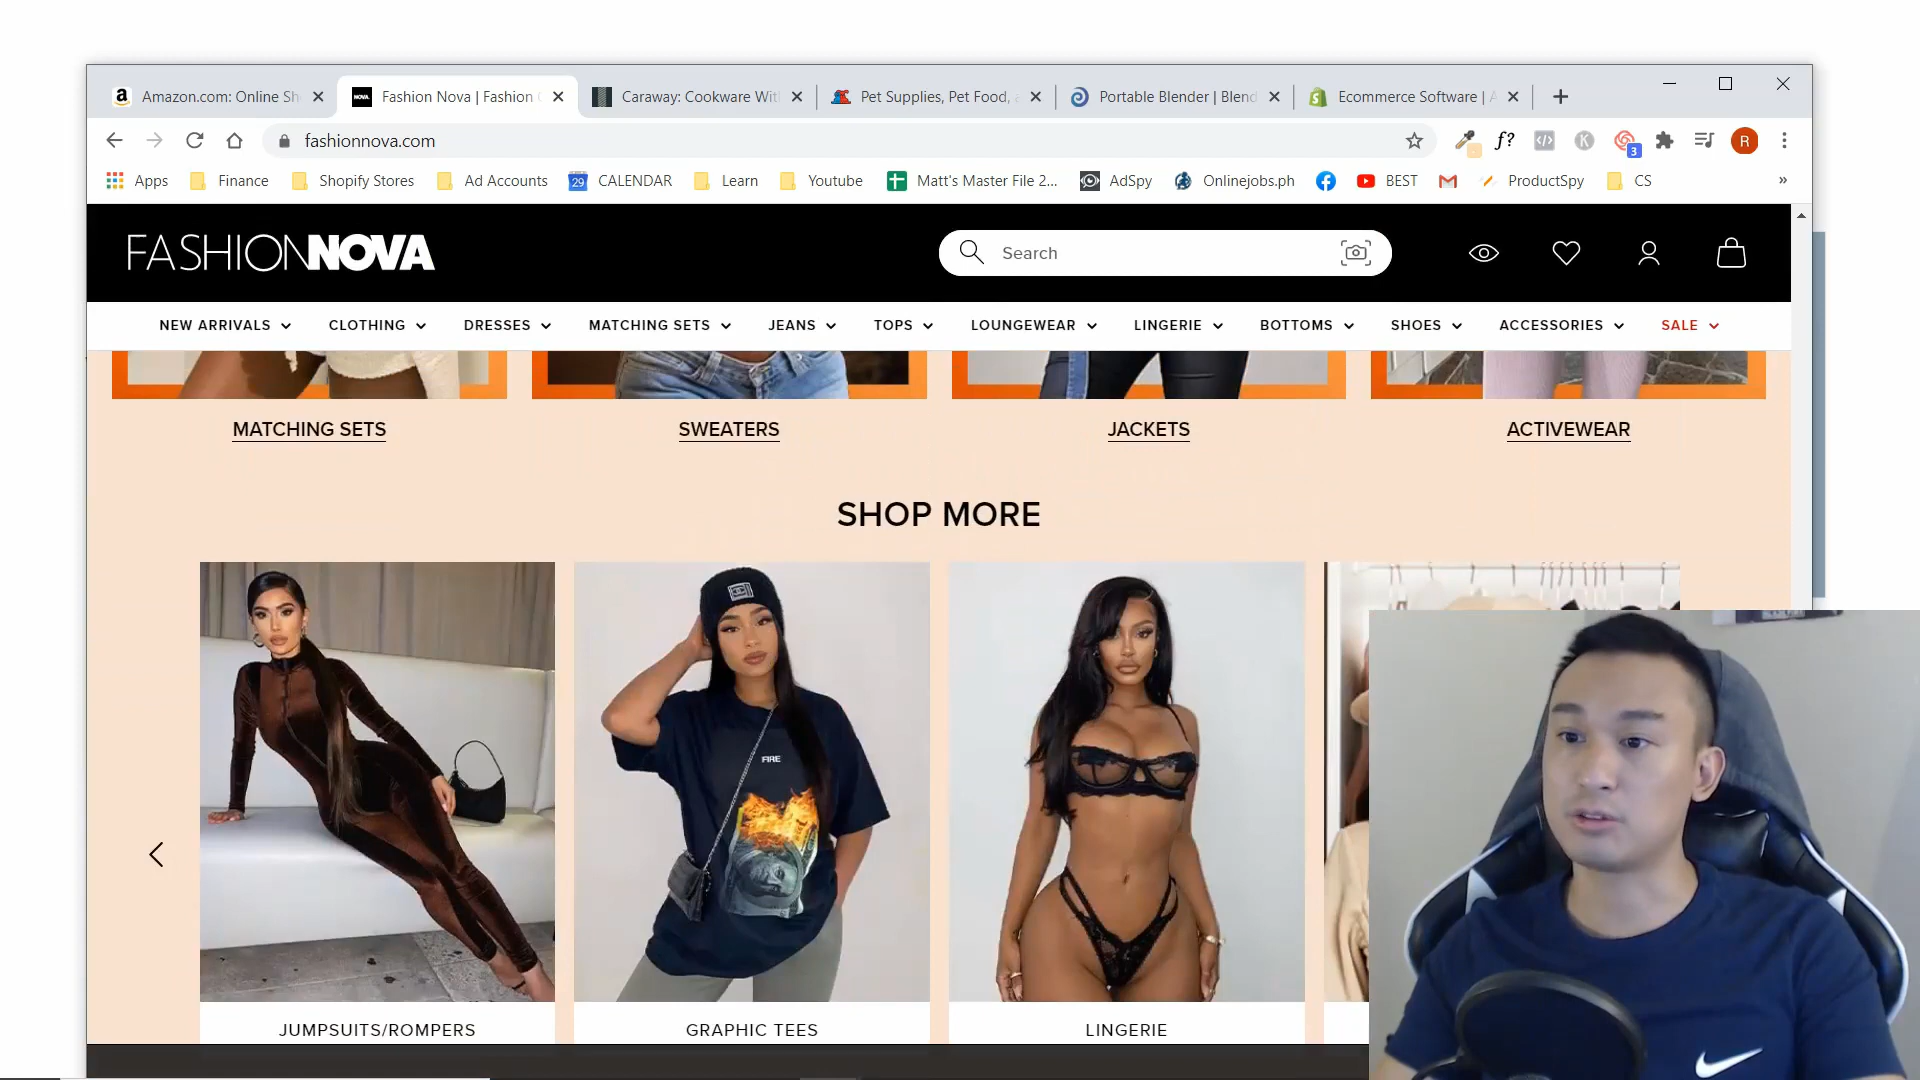 Amazon.com: Online Sh
Fashion Nova | Fashion
Caraway: Cookware Wit
Pet Supplies, Pet Food,
Portable Blender | Blend
Ecommerce Software |
fashionnova.com
f?
K
3
R
Apps
Finance
Shopify Stores
Ad Accounts
29
CALENDAR
Learn
Youtube
Matt's Master File 2...
AdSpy
Onlinejobs.ph
BEST
ProductSpy
CS
»
FASHIONNOVA
Search
NEW ARRIVALS
CLOTHING
DRESSES
MATCHING SETS
JEANS
TOPS
LOUNGEWEAR
LINGERIE
BOTTOMS
SHOES
ACCESSORIES
SALE
MATCHING SETS
SWEATERS
JACKETS
ACTIVEWEAR
SHOP MORE
FIRE
JUMPSUITS/ROMPERS
GRAPHIC TEES
LINGERIE